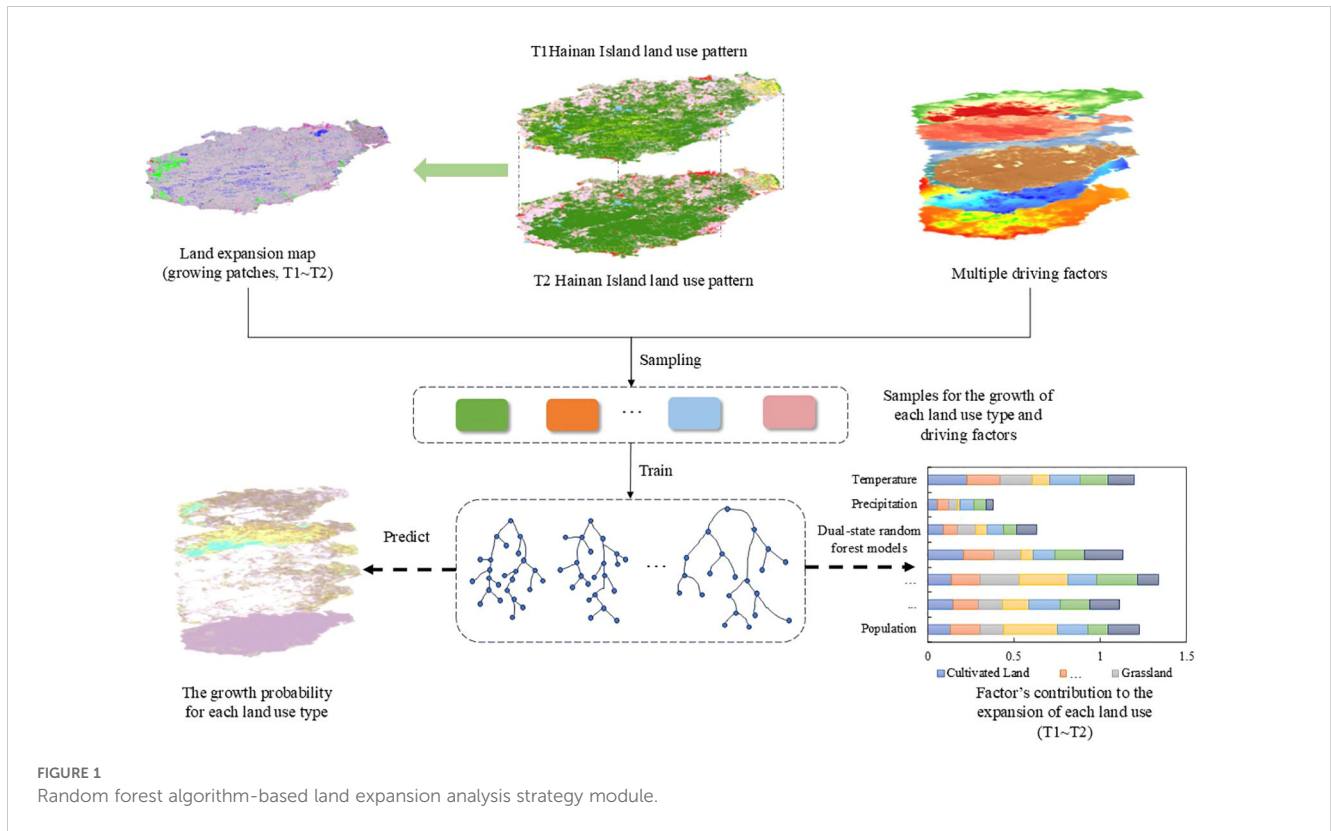 T1Hainan Island land use pattern
Land expansion map
(growing patches, T1~T2)
T2 Hainan Island land use pattern
Multiple driving factors
Sampling
...
Samples for the growth of
each land use type and
driving factors
Train
Predict
...
The growth probability
for each land use type
Temperature
Precipitation
Dual-state random
forest models
...
...
Population
0 0.5 1 1.5
Cultivated Land ... Grassland
Factor's contribution to the
expansion of each land use
(T1~T2)
FIGURE 1
Random forest algorithm-based land expansion analysis strategy module.